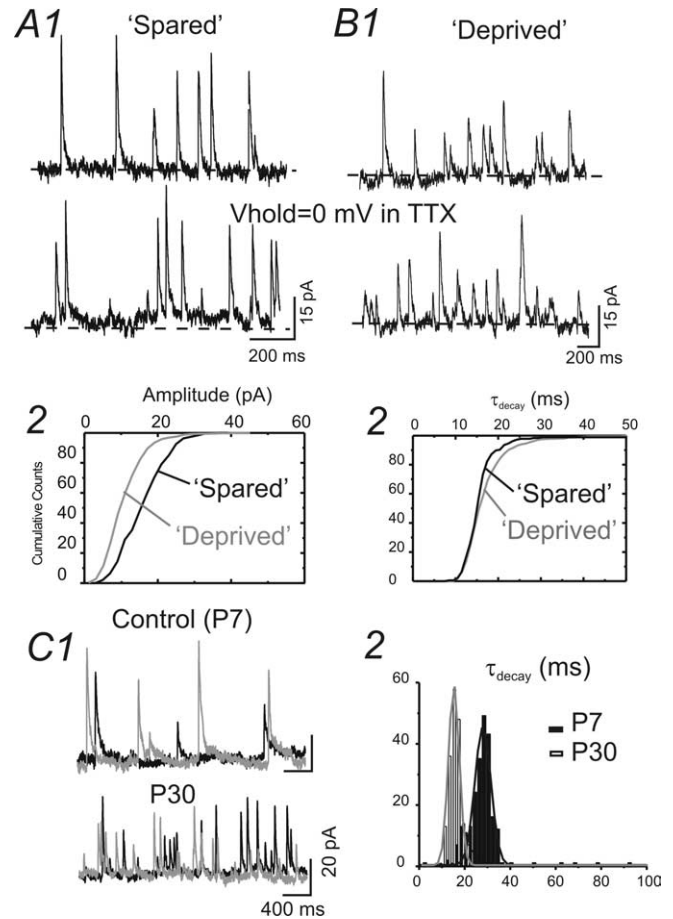 A1
'Spared'
B1
'Deprived'
Vhold=0 mV in TTX
15 pA
200 ms
15 pA
200 ms
2
Amplitude (pA)
0 20 40 60
Cumulative Counts
80
60
40
20
0
'Spared'
'Deprived'
2
τdecay (ms)
0 10 20 30 40 50
80
60
40
20
0
'Spared'
'Deprived'
Control (P7)
C1
P30
20 pA
400 ms
2
τdecay (ms)
60
40
20
0
P7
P30
0 20 40 60 80 100